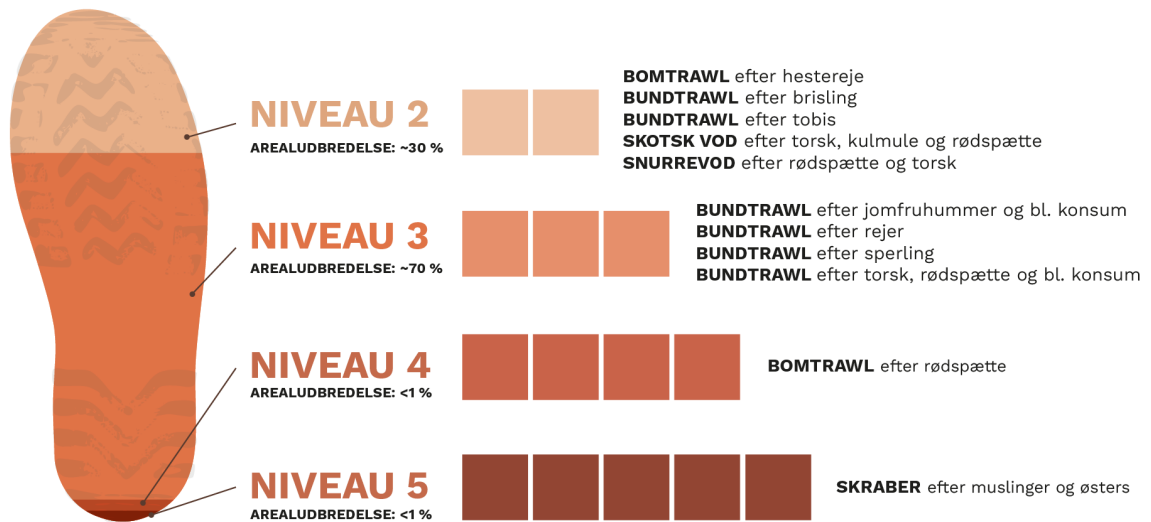 NIVEAU 2
AREALUDBREDELSE: ~30 %
BOMTRAWL efter hestereje
BUNDTRAWL efter brisling
BUNDTRAWL efter tobis
SKOTSK VOD efter torsk, kulmule og rødspætte
SNURREVOD efter rødspætte og torsk
NIVEAU 3
AREALUDBREDELSE: ~70 %
BUNDTRAWL efter jomfruhummer og bl. konsum
BUNDTRAWL efter rejer
BUNDTRAWL efter sperling
BUNDTRAWL efter torsk, rødspætte og bl. konsum
NIVEAU 4
AREALUDBREDELSE: <1 %
BOMTRAWL efter rødspætte
NIVEAU 5
AREALUDBREDELSE: <1 %
SKRABER efter muslinger og østers